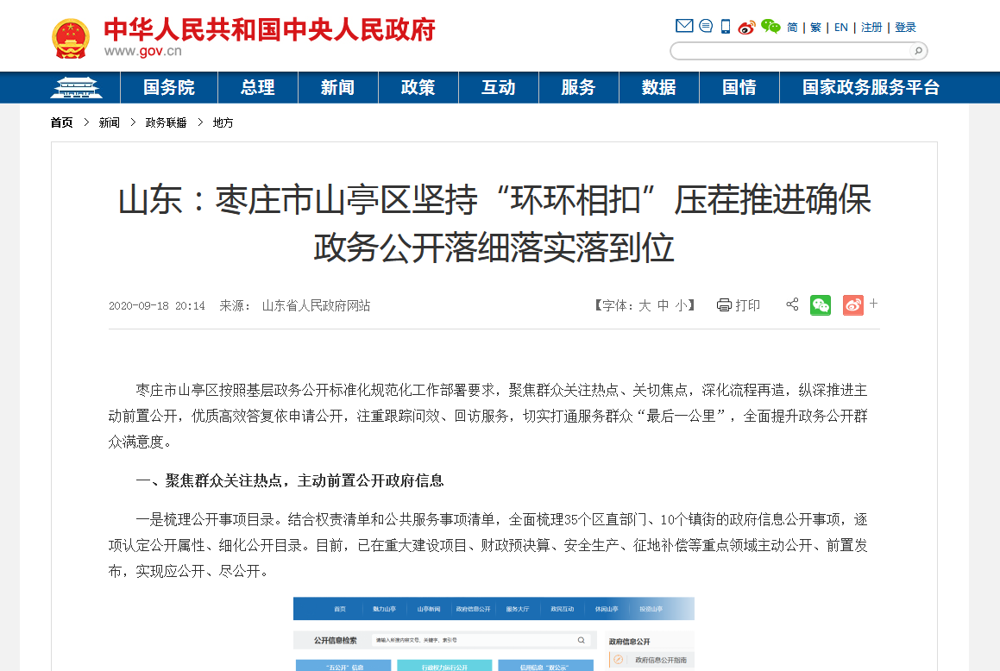 中华人民共和国中央人民政府
www.gov.cn
简 | 繁 | EN | 注册 | 登录
国务院 总理 新闻 政策 互动 服务 数据 国情 国家政务服务平台
首页 > 新闻 > 政务联播 > 地方
山东：枣庄市山亭区坚持“环环相扣”压茬推进确保
政务公开落细落实落到位
2020-09-18 20:14 来源： 山东省人民政府网站 【字体：大 中 小】 打印 +
枣庄市山亭区按照基层政务公开标准化规范化工作部署要求，聚焦群众关注热点、关切焦点，深化流程再造，纵深推进主
动前置公开，优质高效答复依申请公开，注重跟踪问效、回访服务，切实打通服务群众“最后一公里”，全面提升政务公开群
众满意度。
一、聚焦群众关注热点，主动前置公开政府信息
一是梳理公开事项目录。结合权责清单和公共服务事项清单，全面梳理35个区直部门、10个镇街的政府信息公开事项，逐
项认定公开属性、细化公开目录。目前，已在重大建设项目、财政预决算、安全生产、征地补偿等重点领域主动公开、前置发
布，实现应公开、尽公开。
首页 魅力山亭 山亭新闻 政府信息公开 服务大厅 政民互动 休闲山亭 投资山亭
公开信息检索 请输入所搜内容文号、关键字、索引号 政府信息公开
政府信息公开指南
“五公开”信息 行政权力运行公开 信用信息“双公示”